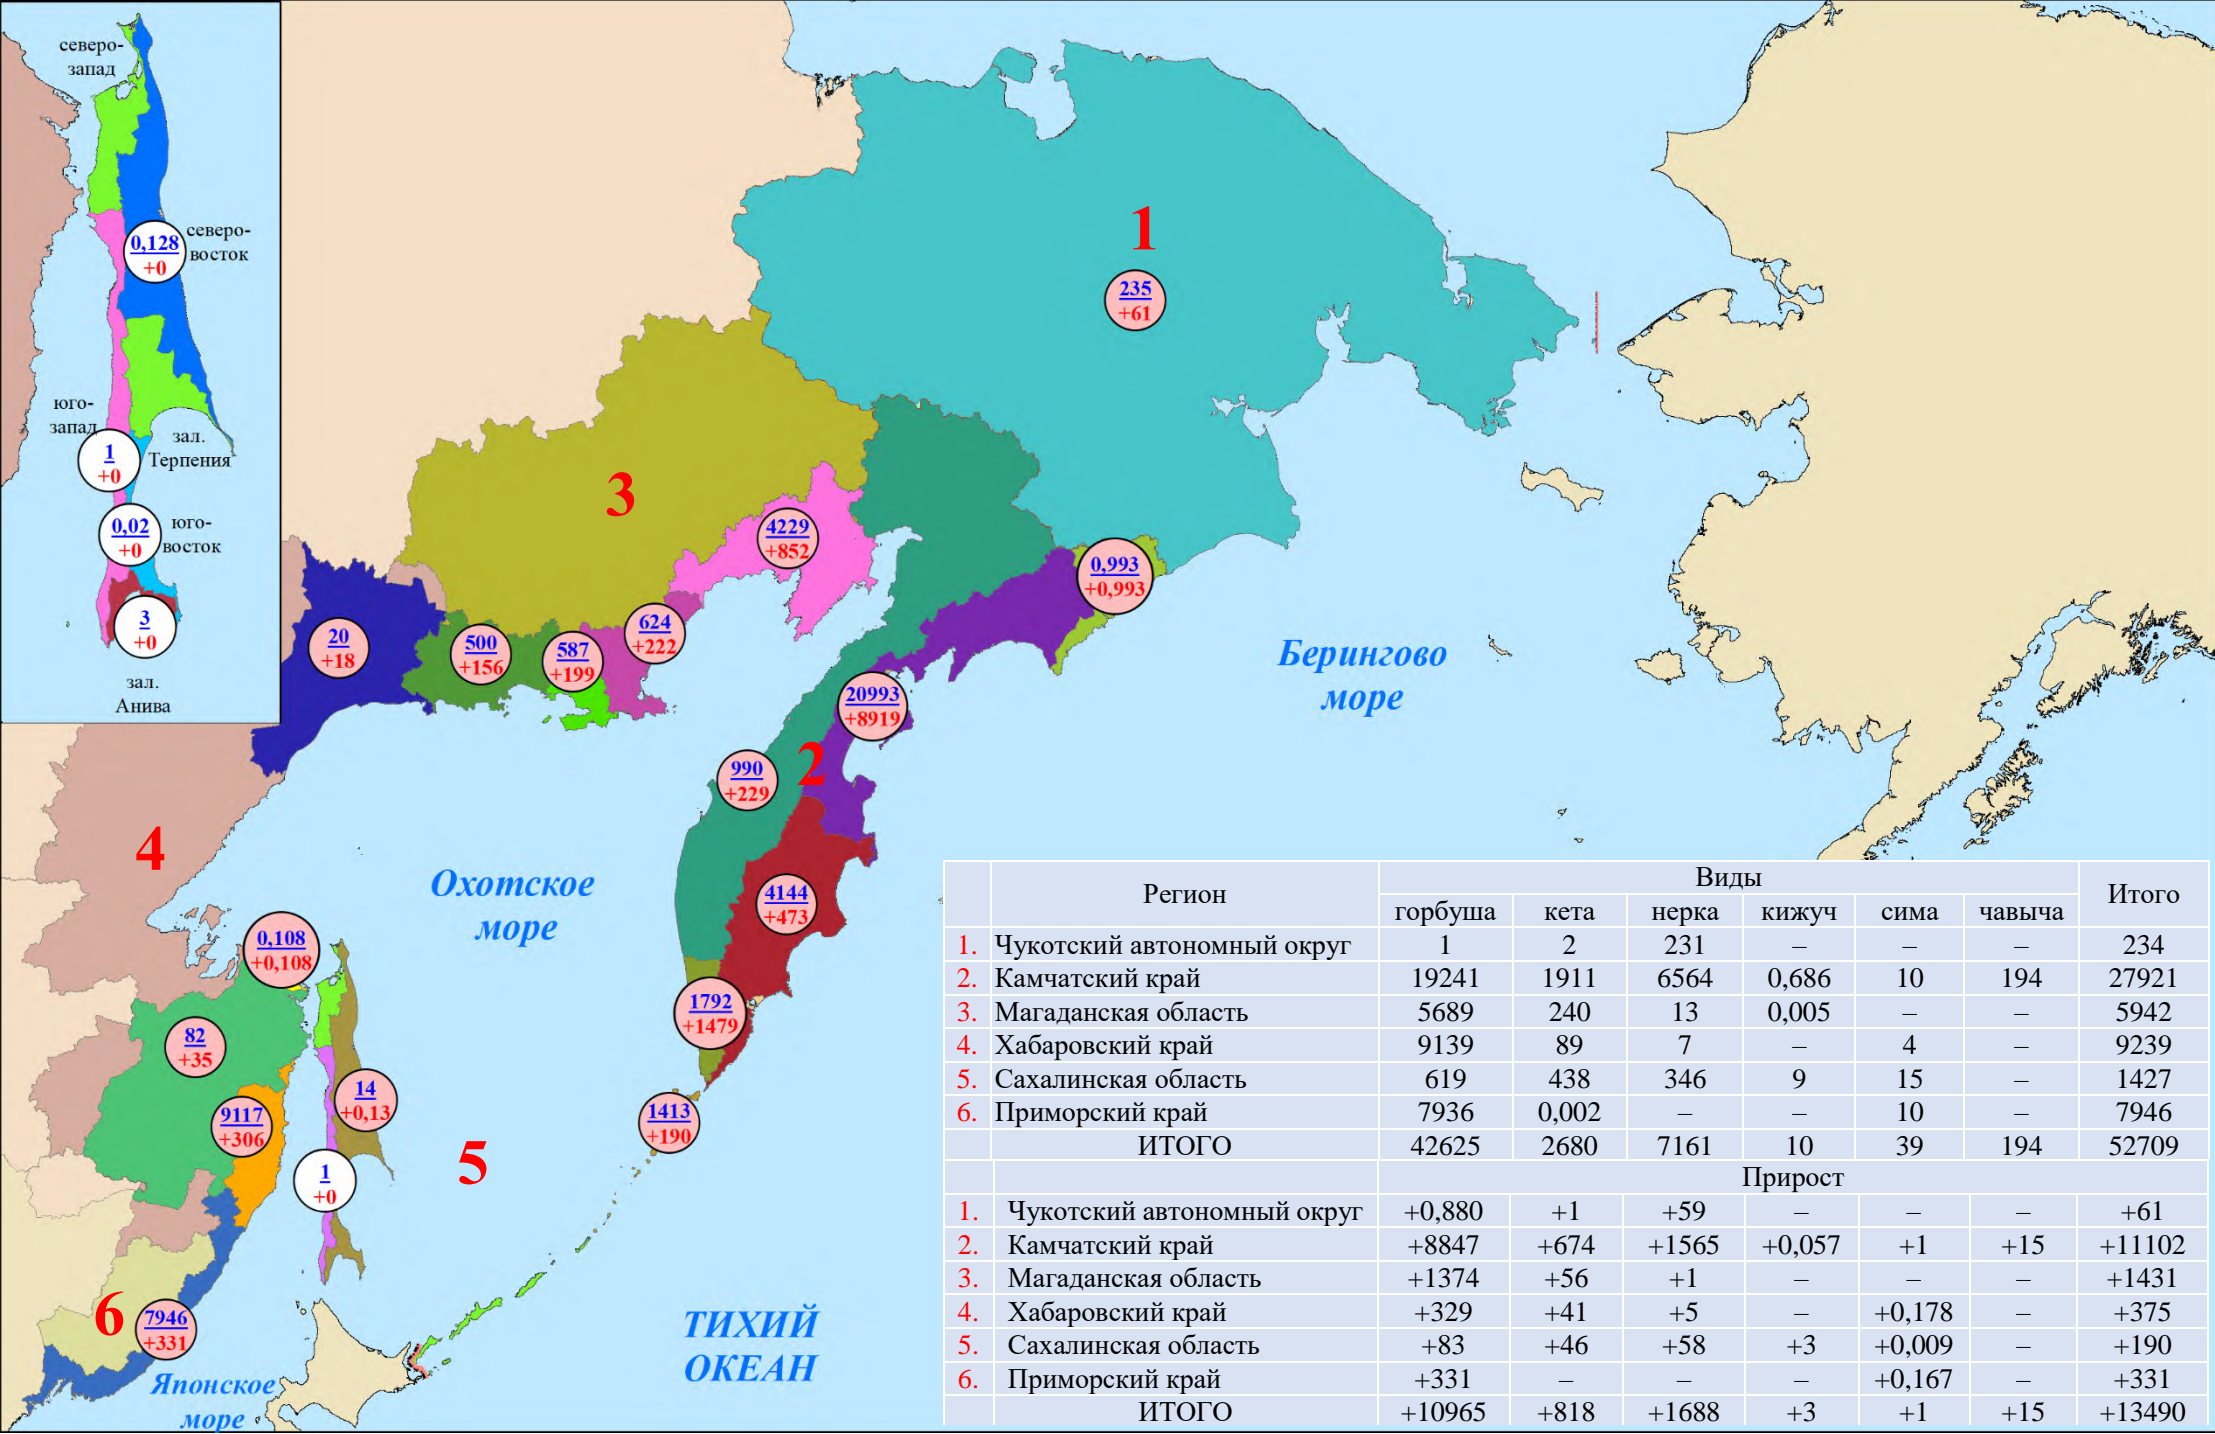 северо-
запад
0,128
+0
северо-
восток
юго-
запад
1
+0
зал.
Терпения
0,02
+0
юго-
восток
3
+0
зал.
Анива
1
235
+61
3
4229
+852
0,993
+0,993
20
+18
500
+156
587
+199
624
+222
Берингово
море
20993
+8919
2
990
+229
4
Охотское
море
4144
+473
0,108
+0,108
1792
+1479
82
+35
14
+0,13
9117
+306
1413
+190
5
1
+0
6
7946
+331
ТИХИЙ
ОКЕАН
Японское
море
Регион Виды Итого
горбуша кета нерка кижуч сима чавыча
1. Чукотский автономный округ 1 2 231 – – – 234
2. Камчатский край 19241 1911 6564 0,686 10 194 27921
3. Магаданская область 5689 240 13 0,005 – – 5942
4. Хабаровский край 9139 89 7 – 4 – 9239
5. Сахалинская область 619 438 346 9 15 – 1427
6. Приморский край 7936 0,002 – – 10 – 7946
ИТОГО 42625 2680 7161 10 39 194 52709
Прирост
1. Чукотский автономный округ +0,880 +1 +59 – – – +61
2. Камчатский край +8847 +674 +1565 +0,057 +1 +15 +11102
3. Магаданская область +1374 +56 +1 – – – +1431
4. Хабаровский край +329 +41 +5 – +0,178 – +375
5. Сахалинская область +83 +46 +58 +3 +0,009 – +190
6. Приморский край +331 – – – +0,167 – +331
ИТОГО +10965 +818 +1688 +3 +1 +15 +13490